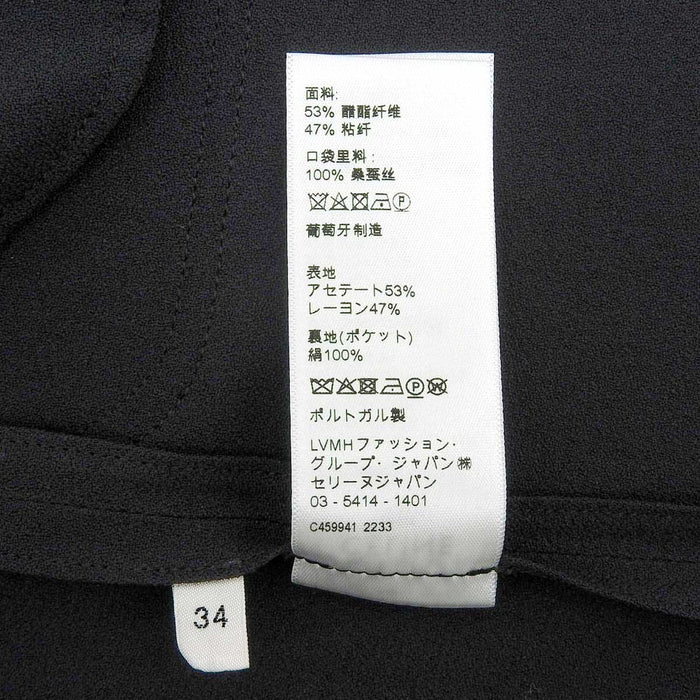 面料:
53% 醋酯纤维
47% 粘纤
口袋里料:
100% 桑蚕丝
P
葡萄牙制造
表地
アセテート53%
レーヨン47%
裏地(ポケット)
絹100%
P W
ポルトガル製
LVMHファッション・
グループ・ジャパン㈱
セリーヌジャパン
03 - 5414 - 1401
C459941 2233
34